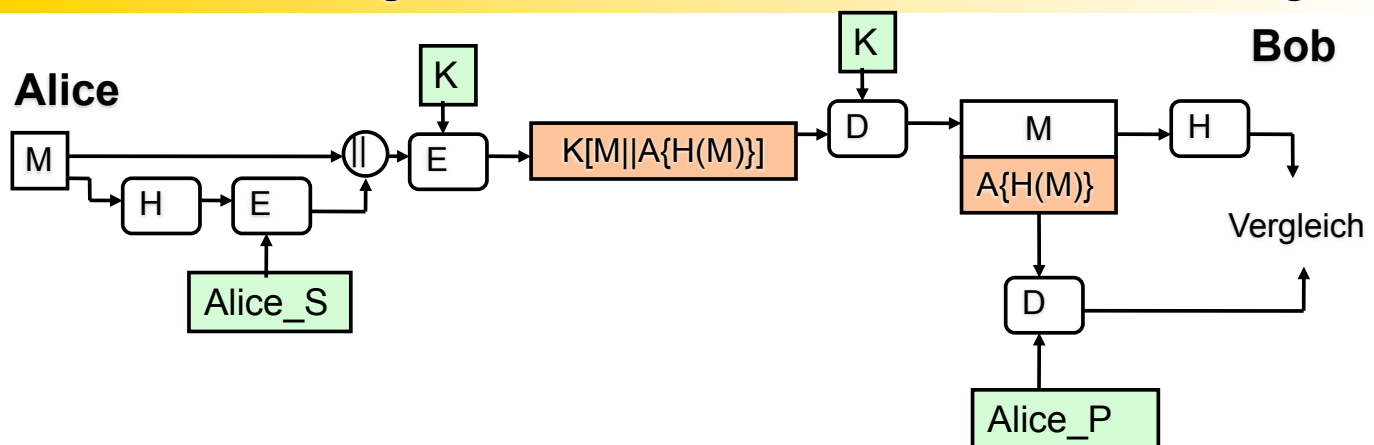 Alice
M
H
E
Alice_S
||
K
E
K[M||A{H(M)}]
K
D
Bob
M
A{H(M)}
H
Vergleich
D
Alice_P